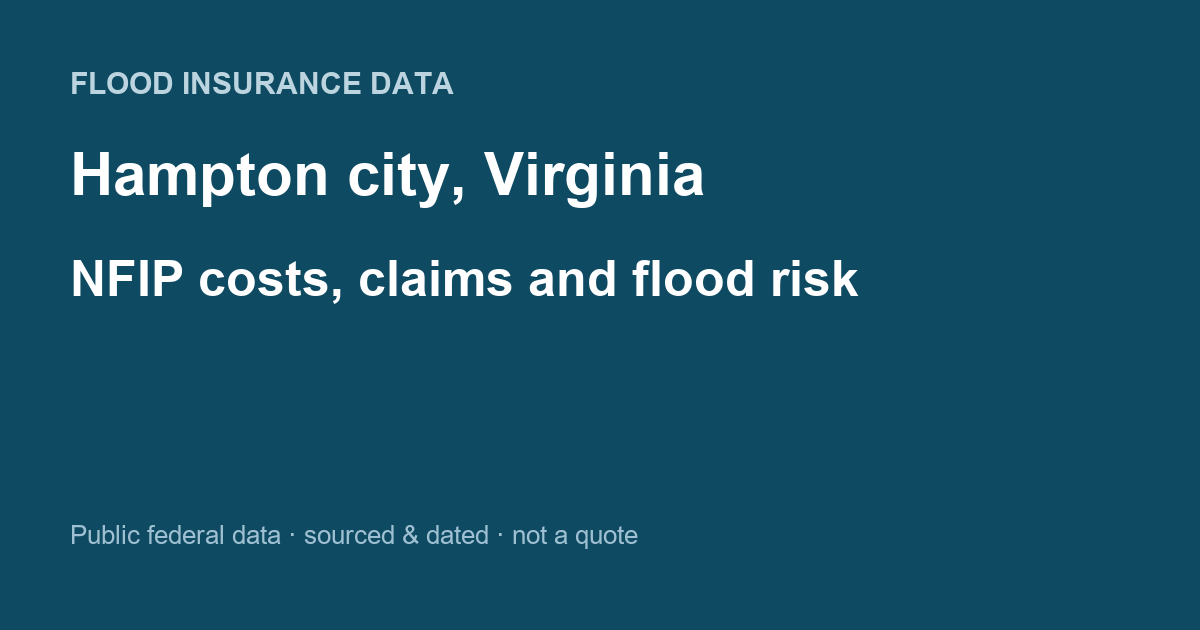 FLOOD INSURANCE DATA
Hampton city, Virginia
NFIP costs, claims and flood risk
Public federal data · sourced & dated · not a quote